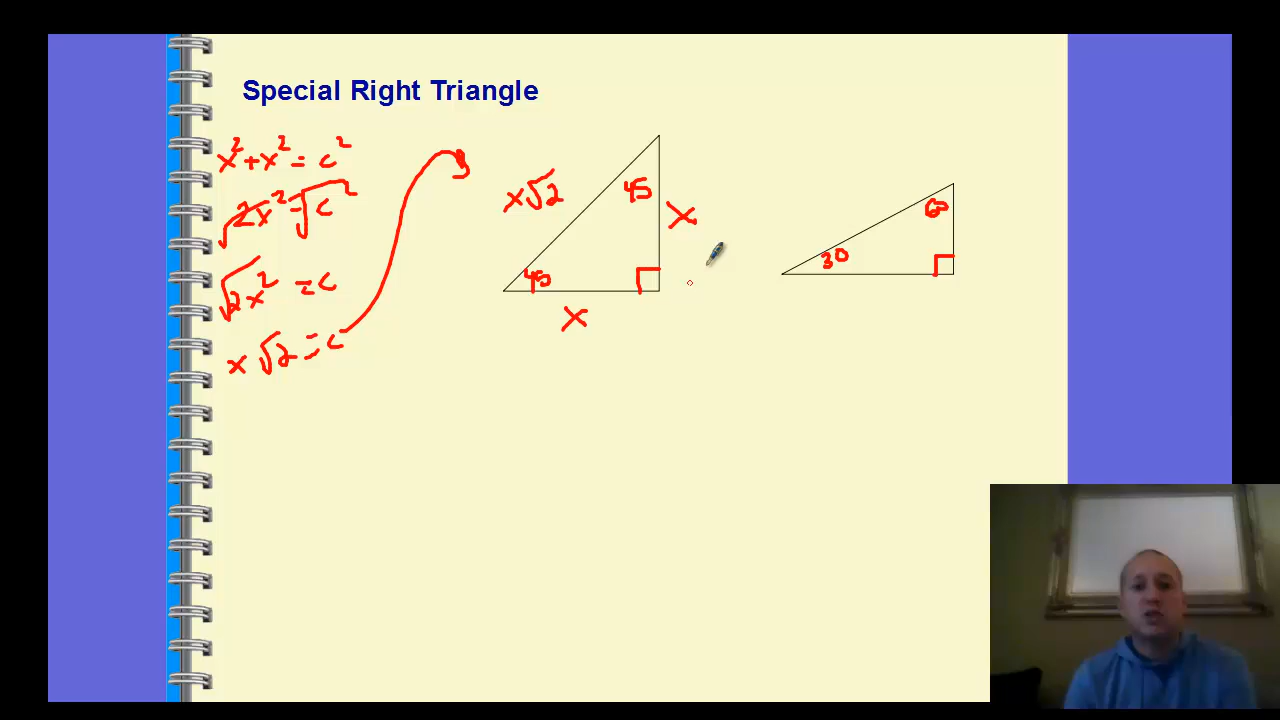 Special Right Triangle
x² + x² = c²
√2x² = √c²
√2x² = c
x√2 = c
x√2
45
x
45
x
60
30